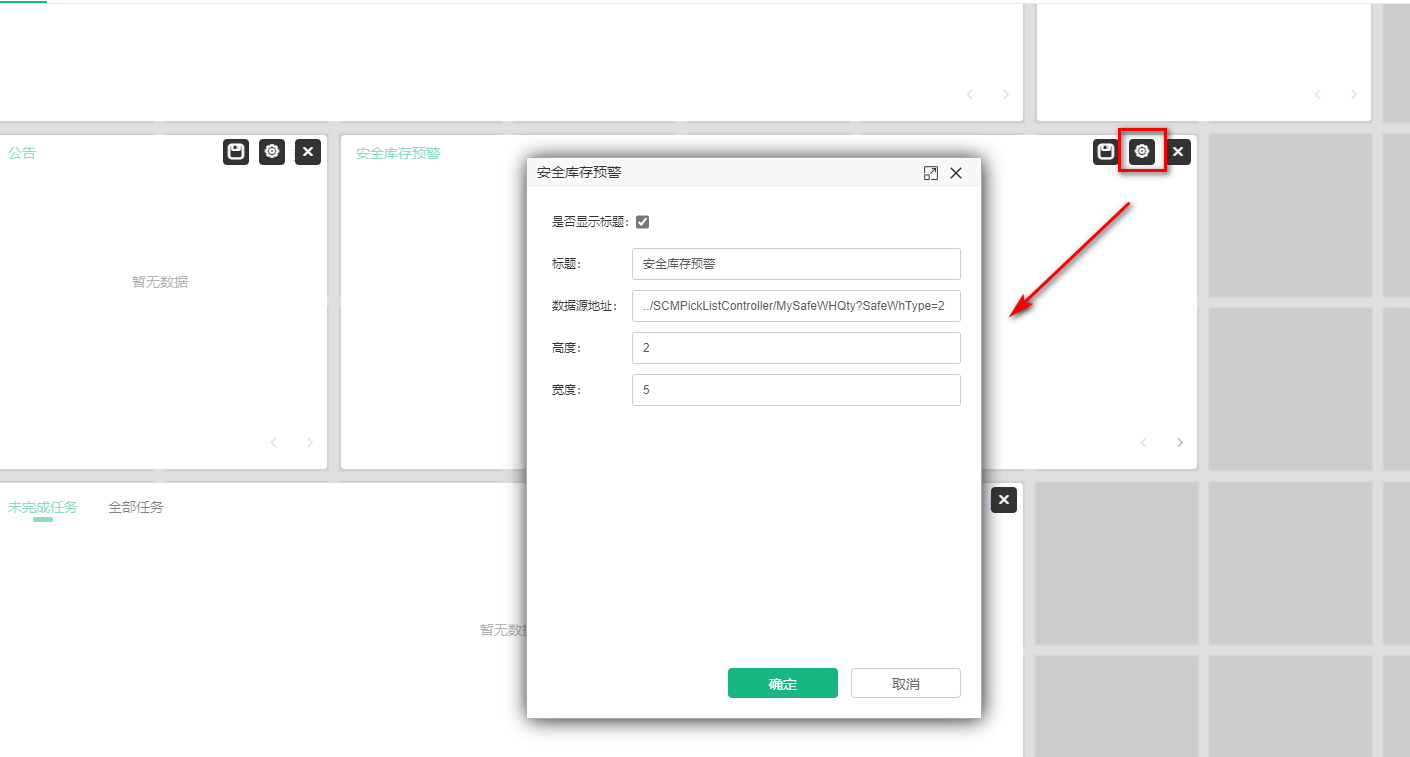 公告
安全库存预警
暂无数据
安全库存预警
是否显示标题:
标题:
安全库存预警
数据源地址:
../SCMPickListController/MySafeWHQty?SafeWhType=2
高度:
2
宽度:
5
确定
取消
未完成任务
全部任务
暂无数